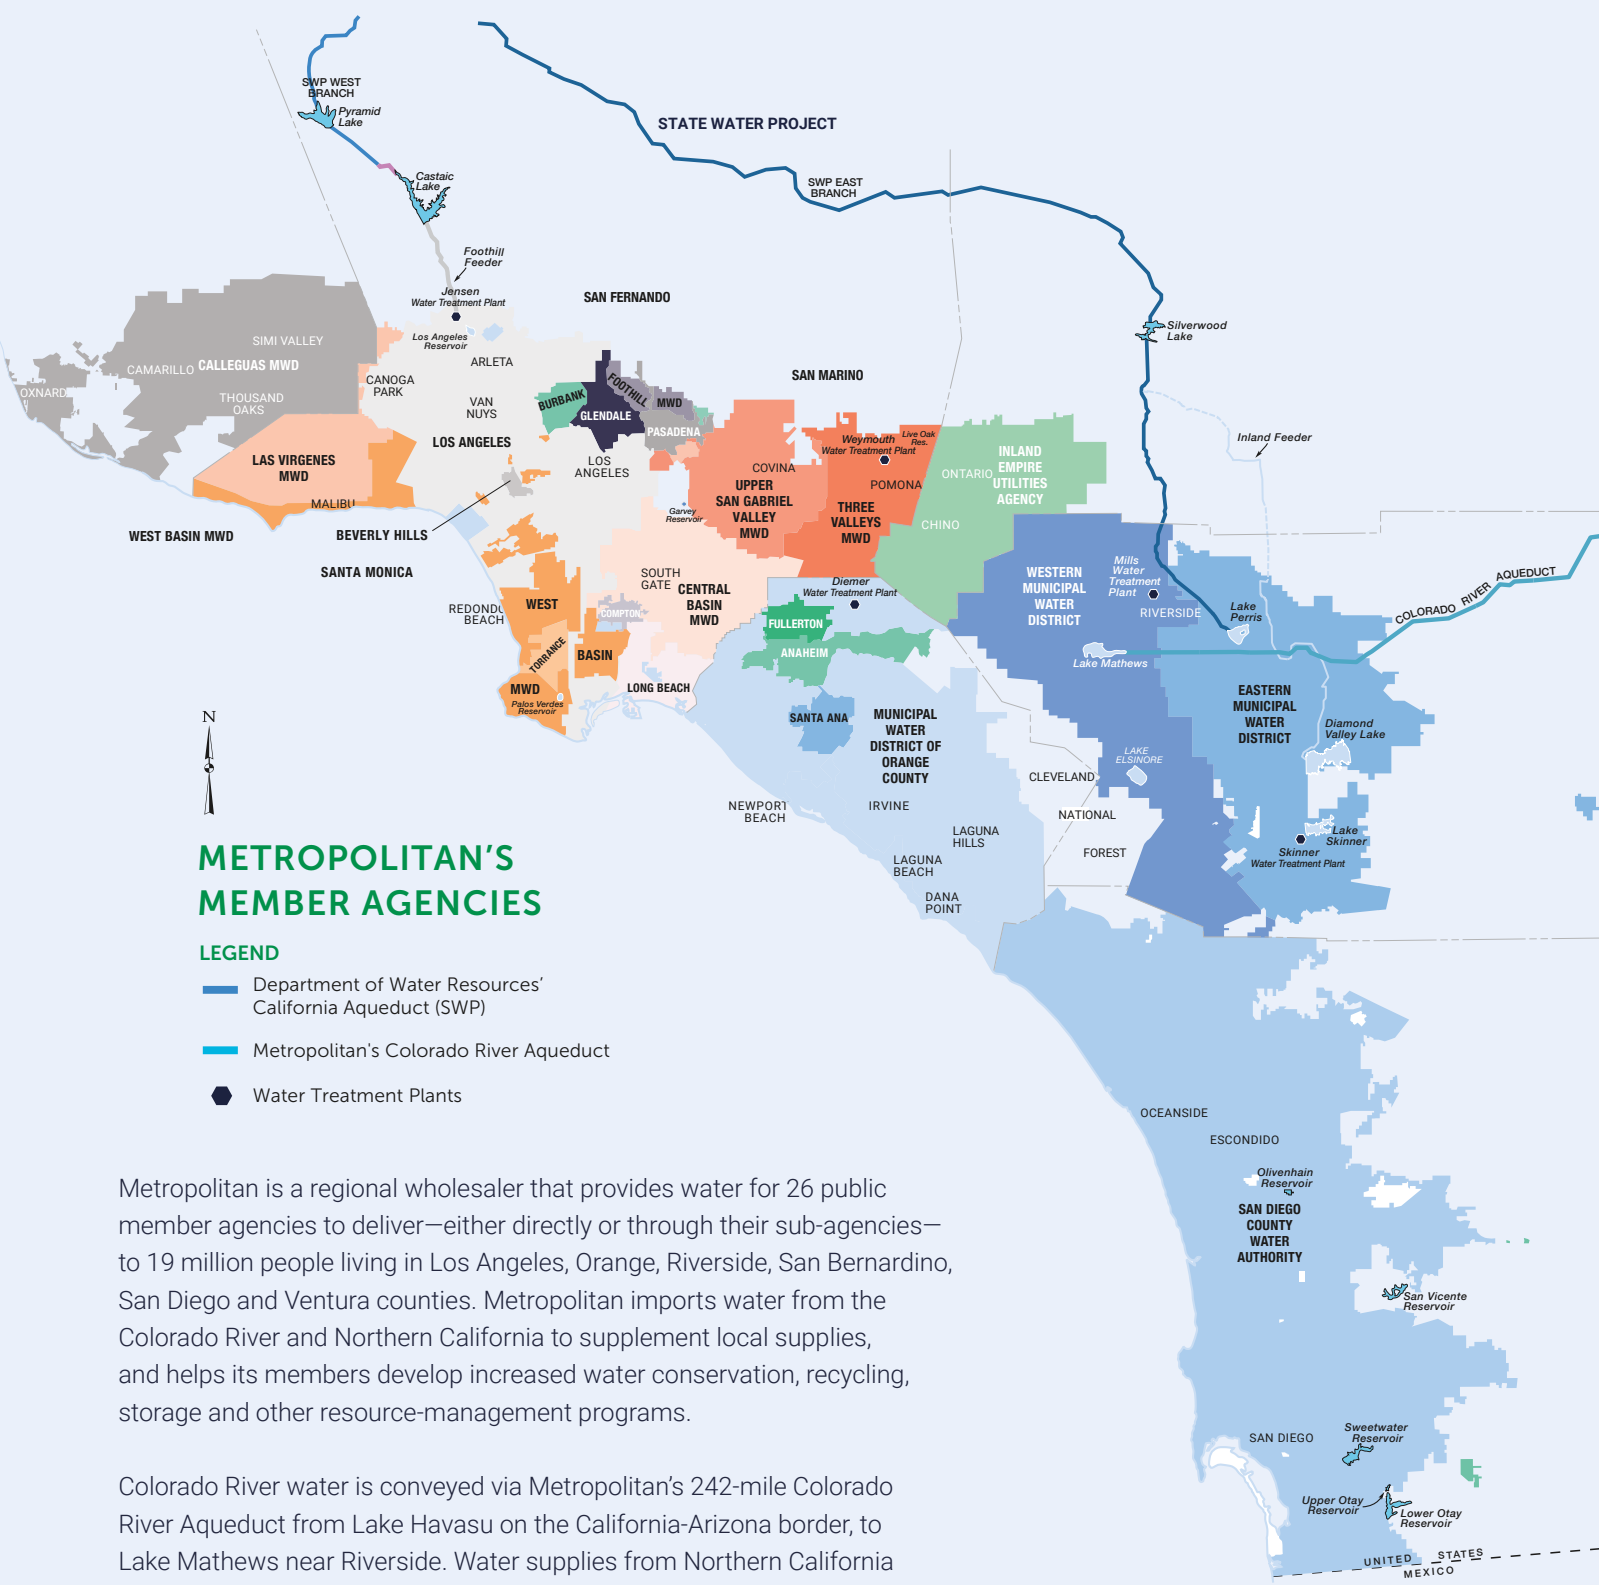 SWP WEST
BRANCH
Pyramid
Lake
STATE WATER PROJECT
Castaic
Lake
SWP EAST
BRANCH
Foothill
Feeder
Jensen
Water Treatment Plant
SAN FERNANDO
Los Angeles
Reservoir
Silverwood
Lake
SIMI VALLEY
CAMARILLO
CALLEGUAS MWD
OXNARD
THOUSAND
OAKS
ARLETA
CANOGA
PARK
VAN
NUYS
LOS ANGELES
BURBANK
GLENDALE
FOOTHILL
MWD
PASADENA
SAN MARINO
LOS
ANGELES
LAS VIRGENES
MWD
MALIBU
WEST BASIN MWD
BEVERLY HILLS
SANTA MONICA
Garvey
Reservoir
COVINA
UPPER
SAN GABRIEL
VALLEY
MWD
Weymouth
Water Treatment Plant
Live Oak
Res.
POMONA
THREE
VALLEYS
MWD
ONTARIO
INLAND
EMPIRE
UTILITIES
AGENCY
CHINO
Inland Feeder
REDONDO
BEACH
WEST
TORRANCE
BASIN
MWD
Palos Verdes
Reservoir
COMPTON
SOUTH
GATE
CENTRAL
BASIN
MWD
LONG BEACH
Diemer
Water Treatment Plant
FULLERTON
ANAHEIM
SANTA ANA
MUNICIPAL
WATER
DISTRICT OF
ORANGE
COUNTY
WESTERN
MUNICIPAL
WATER
DISTRICT
Mills
Water
Treatment
Plant
RIVERSIDE
Lake
Perris
Lake Mathews
COLORADO RIVER AQUEDUCT
EASTERN
MUNICIPAL
WATER
DISTRICT
Diamond
Valley Lake
LAKE
ELSINORE
CLEVELAND
NATIONAL
FOREST
Lake
Skinner
Skinner
Water Treatment Plant
NEWPORT
BEACH
IRVINE
LAGUNA
HILLS
LAGUNA
BEACH
DANA
POINT
N
METROPOLITAN'S
MEMBER AGENCIES
LEGEND
Department of Water Resources'
California Aqueduct (SWP)
Metropolitan's Colorado River Aqueduct
Water Treatment Plants
OCEANSIDE
ESCONDIDO
Olivenhain
Reservoir
SAN DIEGO
COUNTY
WATER
AUTHORITY
San Vicente
Reservoir
SAN DIEGO
Sweetwater
Reservoir
Upper Otay
Reservoir
Lower Otay
Reservoir
UNITED STATES
MEXICO
Metropolitan is a regional wholesaler that provides water for 26 public
member agencies to deliver—either directly or through their sub-agencies—
to 19 million people living in Los Angeles, Orange, Riverside, San Bernardino,
San Diego and Ventura counties. Metropolitan imports water from the
Colorado River and Northern California to supplement local supplies,
and helps its members develop increased water conservation, recycling,
storage and other resource-management programs.
Colorado River water is conveyed via Metropolitan's 242-mile Colorado
River Aqueduct from Lake Havasu on the California-Arizona border, to
Lake Mathews near Riverside. Water supplies from Northern California